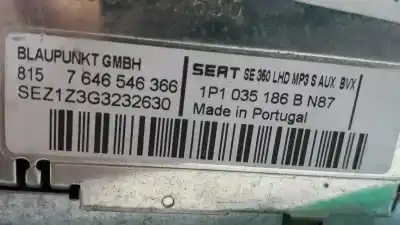 BLAUPUNKT GMBH
815 7 646 546 366
SEZ1Z3G3232630
SEAT SE 360 LHD MP3 S AUX BVX
1P1 035 186 B N87
Made in Portugal